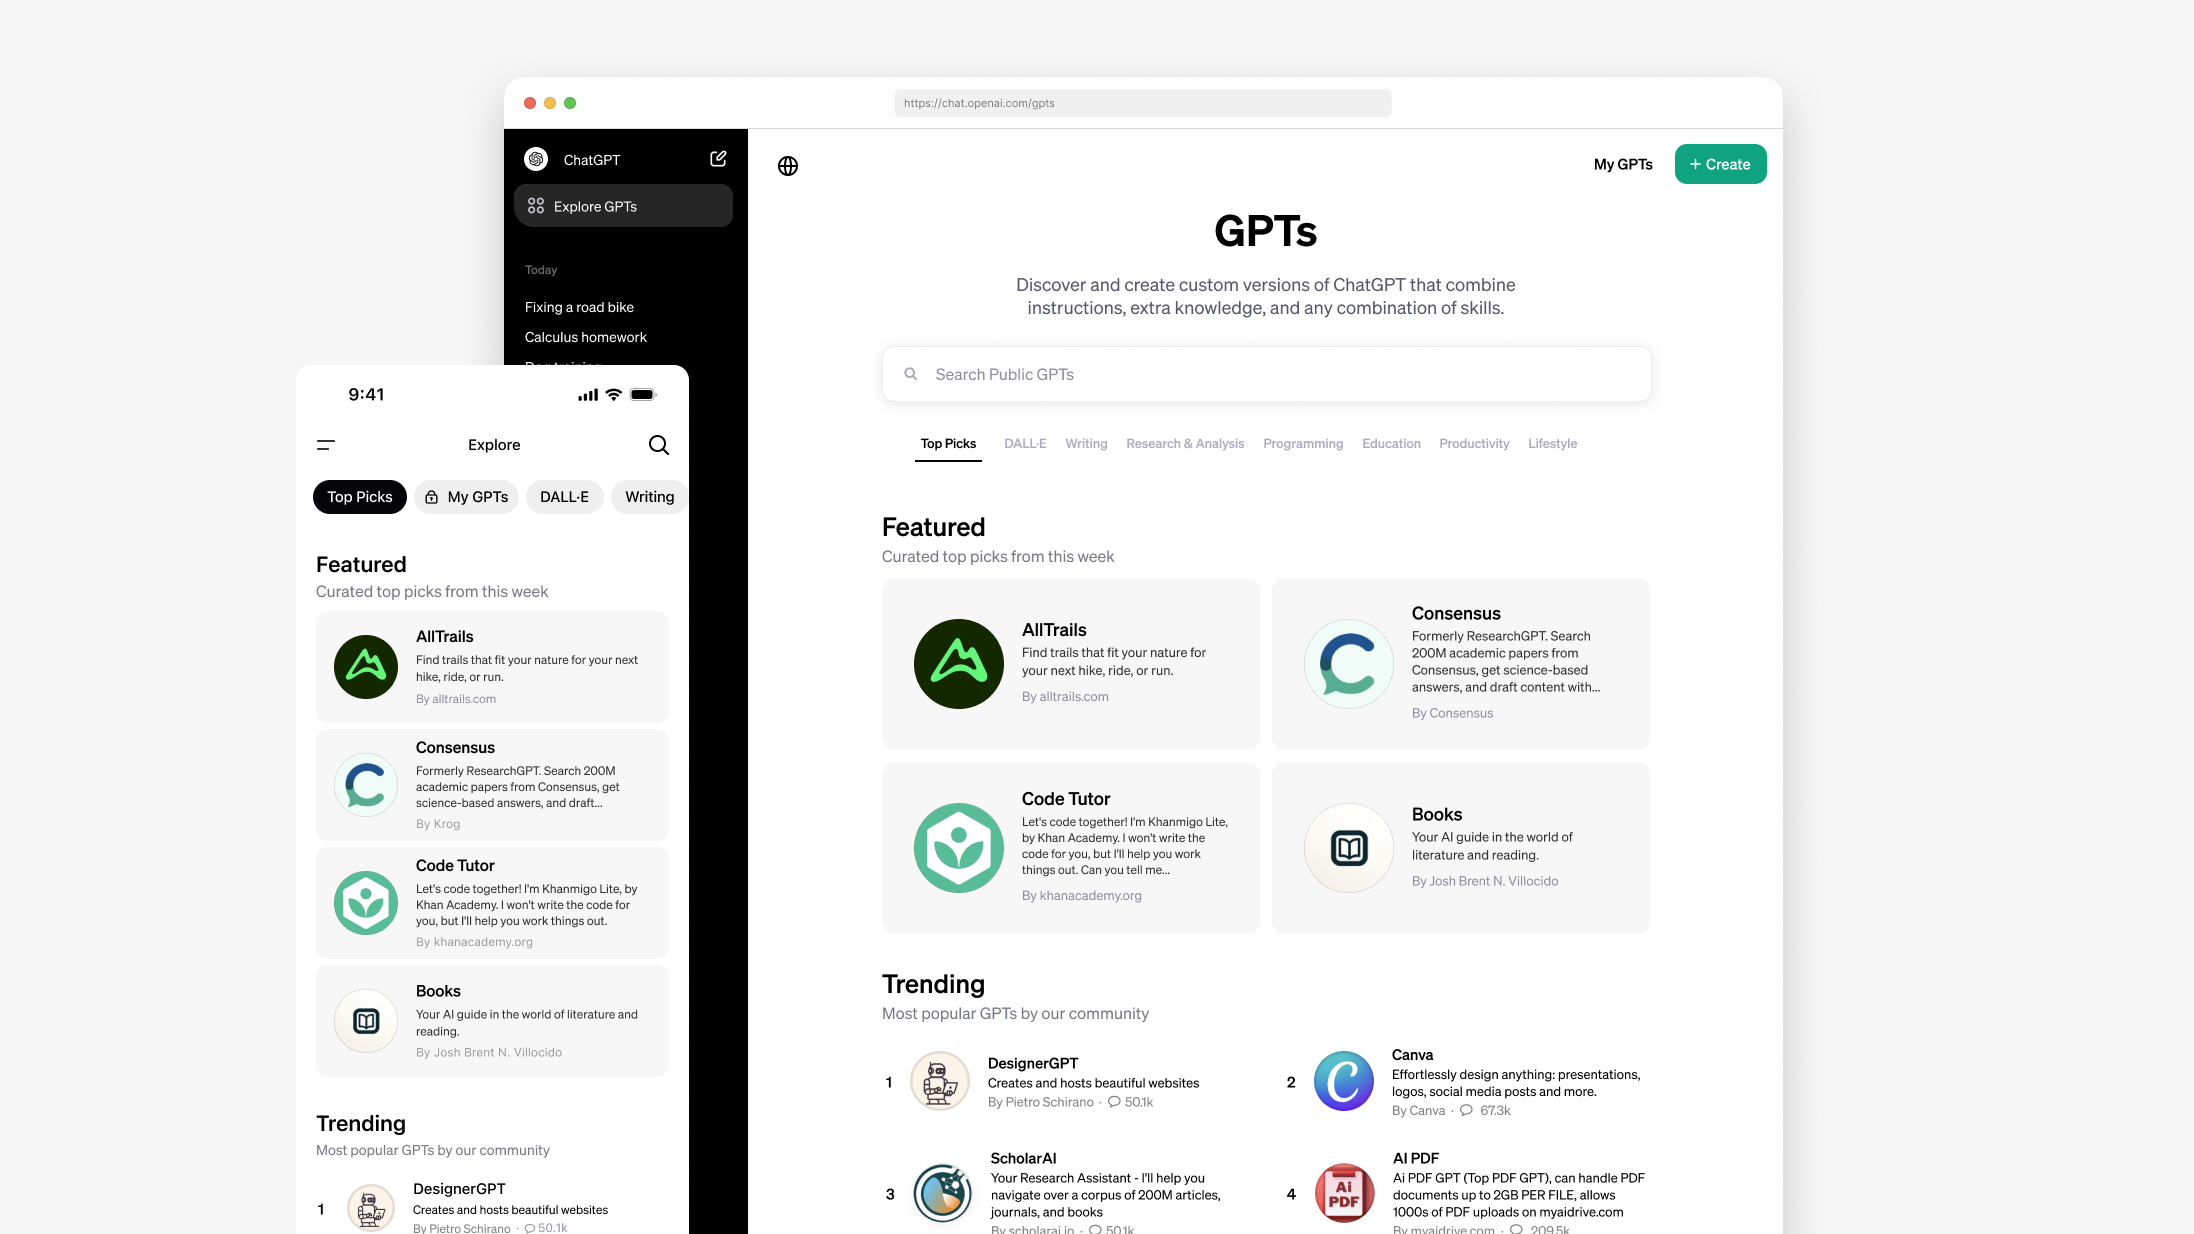 https://chat.openai.com/gpts
ChatGPT
Explore GPTs
Today
Fixing a road bike
Calculus homework
My GPTs
+ Create
GPTs
Discover and create custom versions of ChatGPT that combine
instructions, extra knowledge, and any combination of skills.
Search Public GPTs
Top Picks
DALL·E
Writing
Research & Analysis
Programming
Education
Productivity
Lifestyle
Featured
Curated top picks from this week
AllTrails
Find trails that fit your nature for
your next hike, ride, or run.
By alltrails.com
Consensus
Formerly ResearchGPT. Search
200M academic papers from
Consensus, get science-based
answers, and draft content with...
By Consensus
Code Tutor
Let's code together! I'm Khanmigo Lite,
by Khan Academy. I won't write the
code for you, but I'll help you work
things out. Can you tell me...
By khanacademy.org
Books
Your AI guide in the world of
literature and reading.
By Josh Brent N. Villocido
Trending
Most popular GPTs by our community
1
DesignerGPT
Creates and hosts beautiful websites
By Pietro Schirano · 50.1k
2
Canva
Effortlessly design anything: presentations,
logos, social media posts and more.
By Canva · 67.3k
3
ScholarAI
Your Research Assistant - I'll help you
navigate over a corpus of 200M articles,
journals, and books
By scholarai.io · 50.1k
4
Ai
PDF
AI PDF
Ai PDF GPT (Top PDF GPT), can handle PDF
documents up to 2GB PER FILE, allows
1000s of PDF uploads on myaidrive.com
By myaidrive.com · 209.5k
9:41
Explore
Top Picks
My GPTs
DALL·E
Writing
Featured
Curated top picks from this week
AllTrails
Find trails that fit your nature for your next
hike, ride, or run.
By alltrails.com
Consensus
Formerly ResearchGPT. Search 200M
academic papers from Consensus, get
science-based answers, and draft...
By Krog
Code Tutor
Let's code together! I'm Khanmigo Lite, by
Khan Academy. I won't write the code for
you, but I'll help you work things out.
By khanacademy.org
Books
Your AI guide in the world of literature and
reading.
By Josh Brent N. Villocido
Trending
Most popular GPTs by our community
1
DesignerGPT
Creates and hosts beautiful websites
By Pietro Schirano · 50.1k